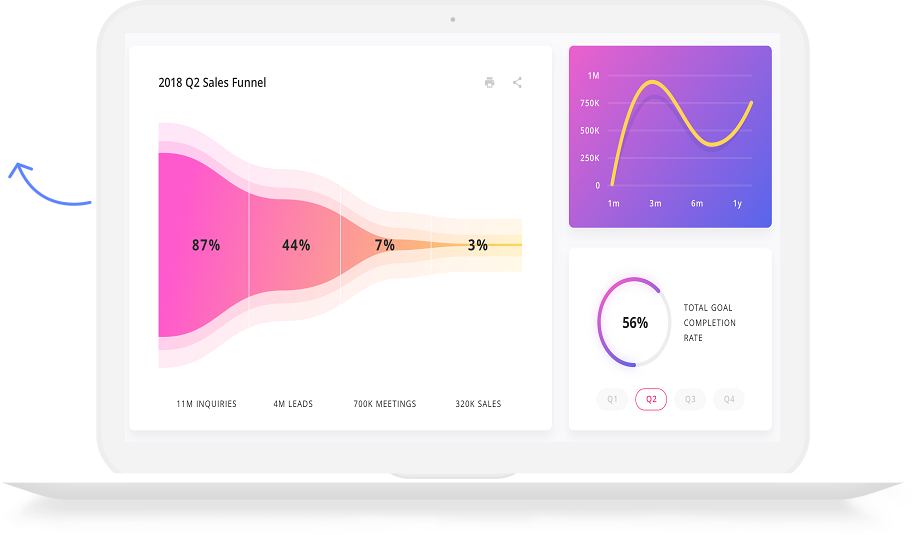 2018 Q2 Sales Funnel
87%
44%
7%
3%
11M INQUIRIES
4M LEADS
700K MEETINGS
320K SALES
1M
750K
500K
250K
0
1m
3m
6m
1y
56%
TOTAL GOAL
COMPLETION
RATE
Q1
Q2
Q3
Q4